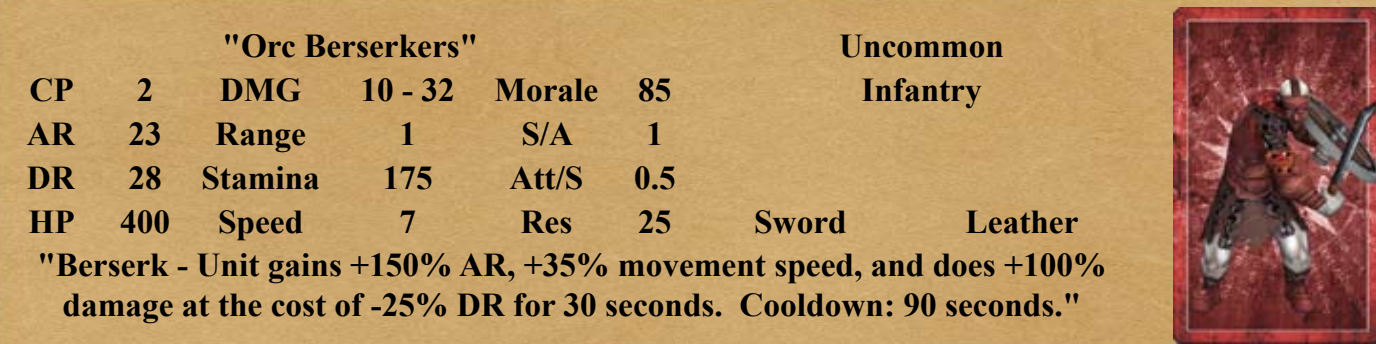 "Orc Berserkers" Uncommon
CP 2 DMG 10 - 32 Morale 85 Infantry
AR 23 Range 1 S/A 1
DR 28 Stamina 175 Att/S 0.5
HP 400 Speed 7 Res 25 Sword Leather
"Berserk - Unit gains +150% AR, +35% movement speed, and does +100%
damage at the cost of -25% DR for 30 seconds. Cooldown: 90 seconds."